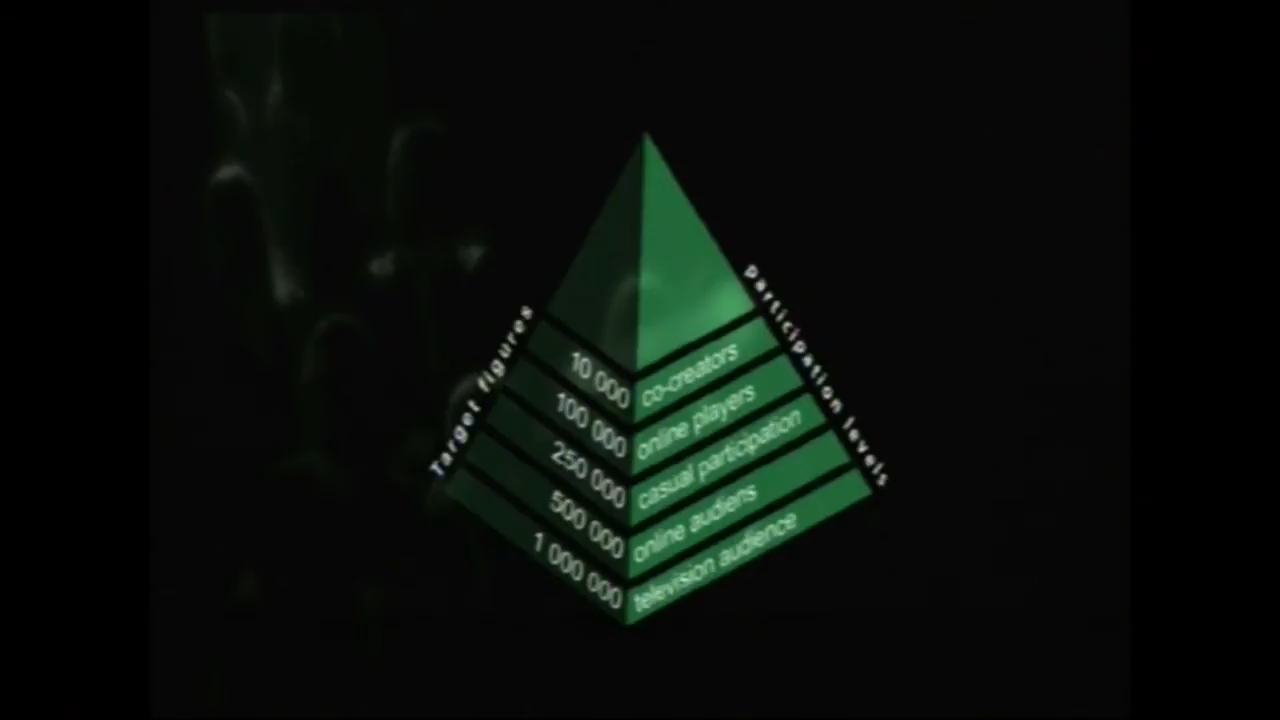 Target figures
participation levels
10 000 co-creators
100 000 online players
250 000 casual participation
500 000 online audiens
1 000 000 television audience